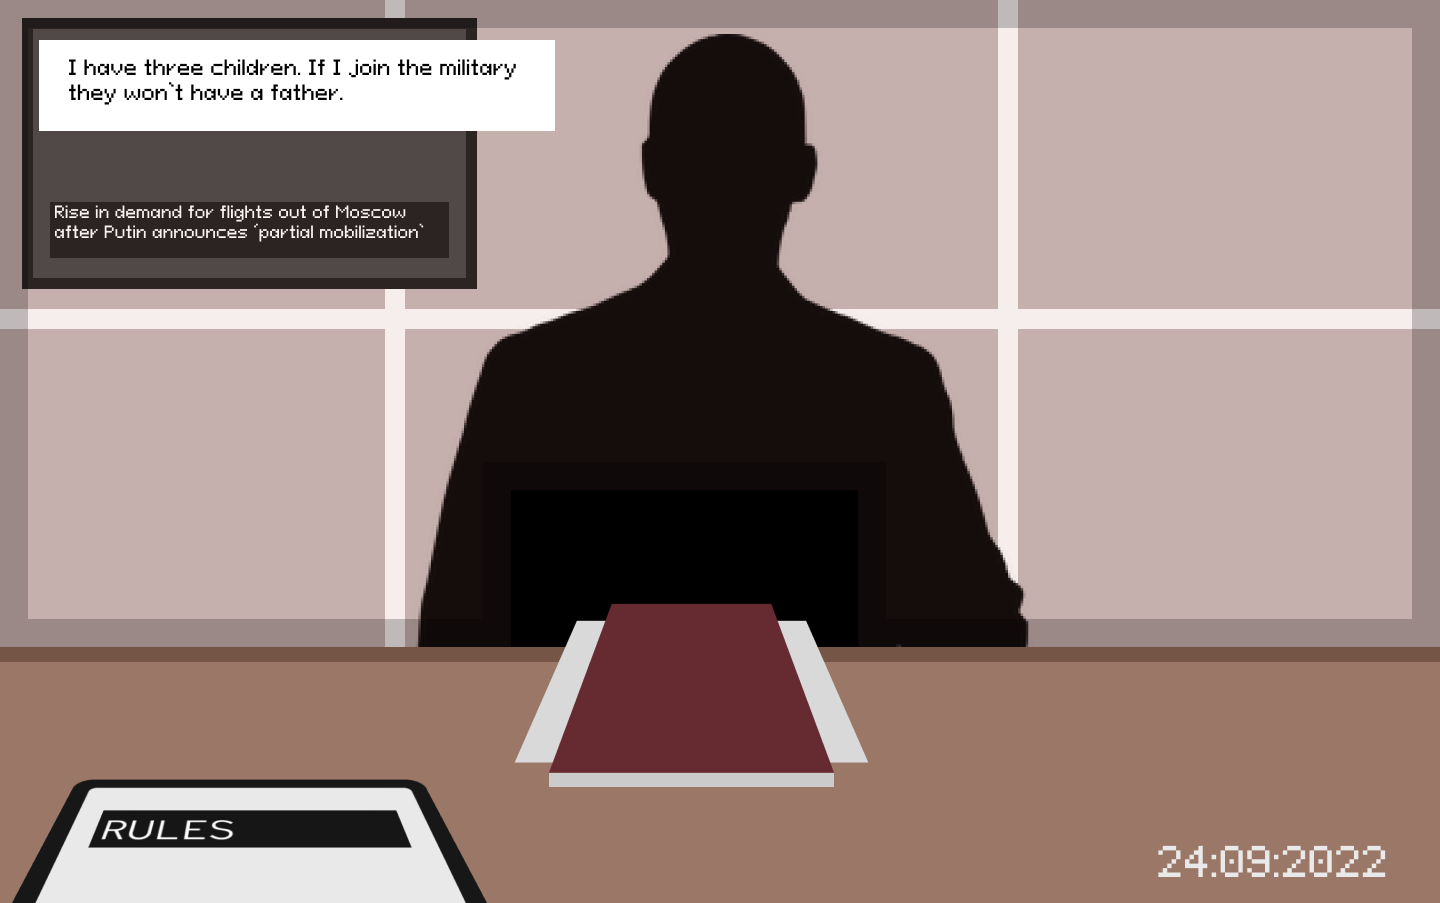 I have three children. If I join the military
they won`t have a father.
Rise in demand for flights out of Moscow
after Putin announces ´partial mobilization`
RULES
24:09:2022